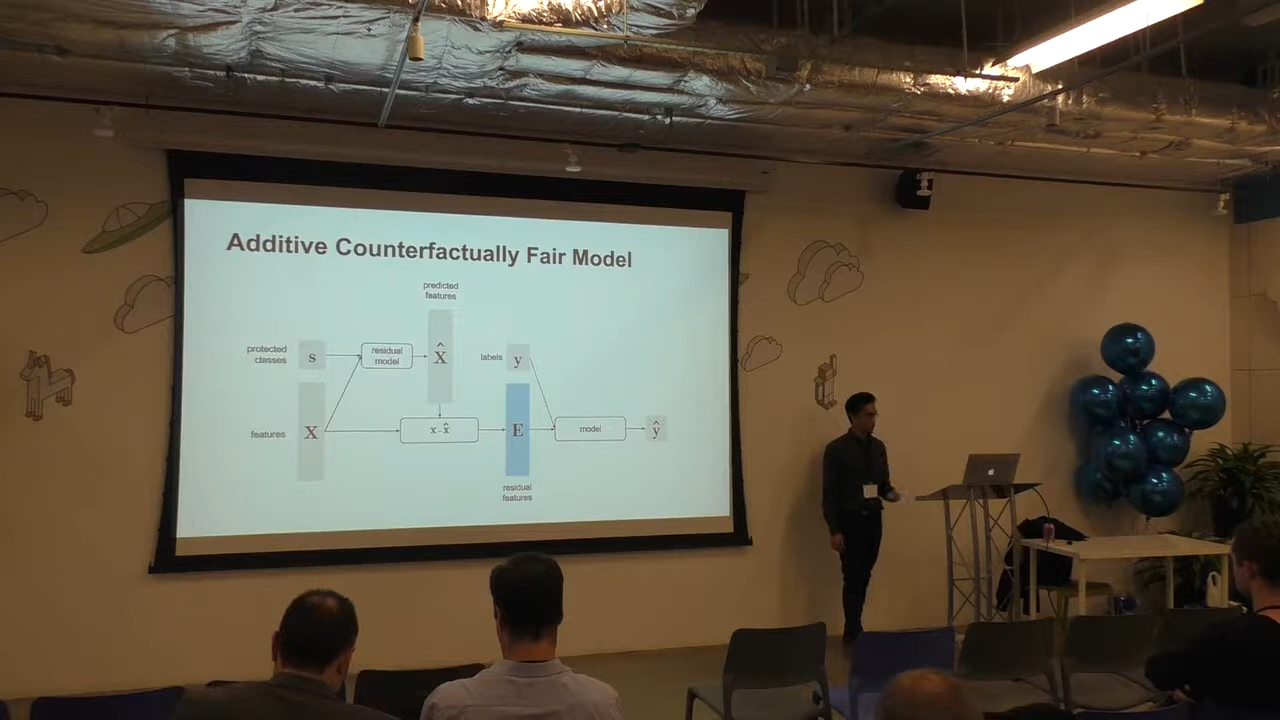 Additive Counterfactually Fair Model
predicted
features
protected
classes
s
residual
model
X̂
labels
y
features
X
x - x̂
E
model
ŷ
residual
features